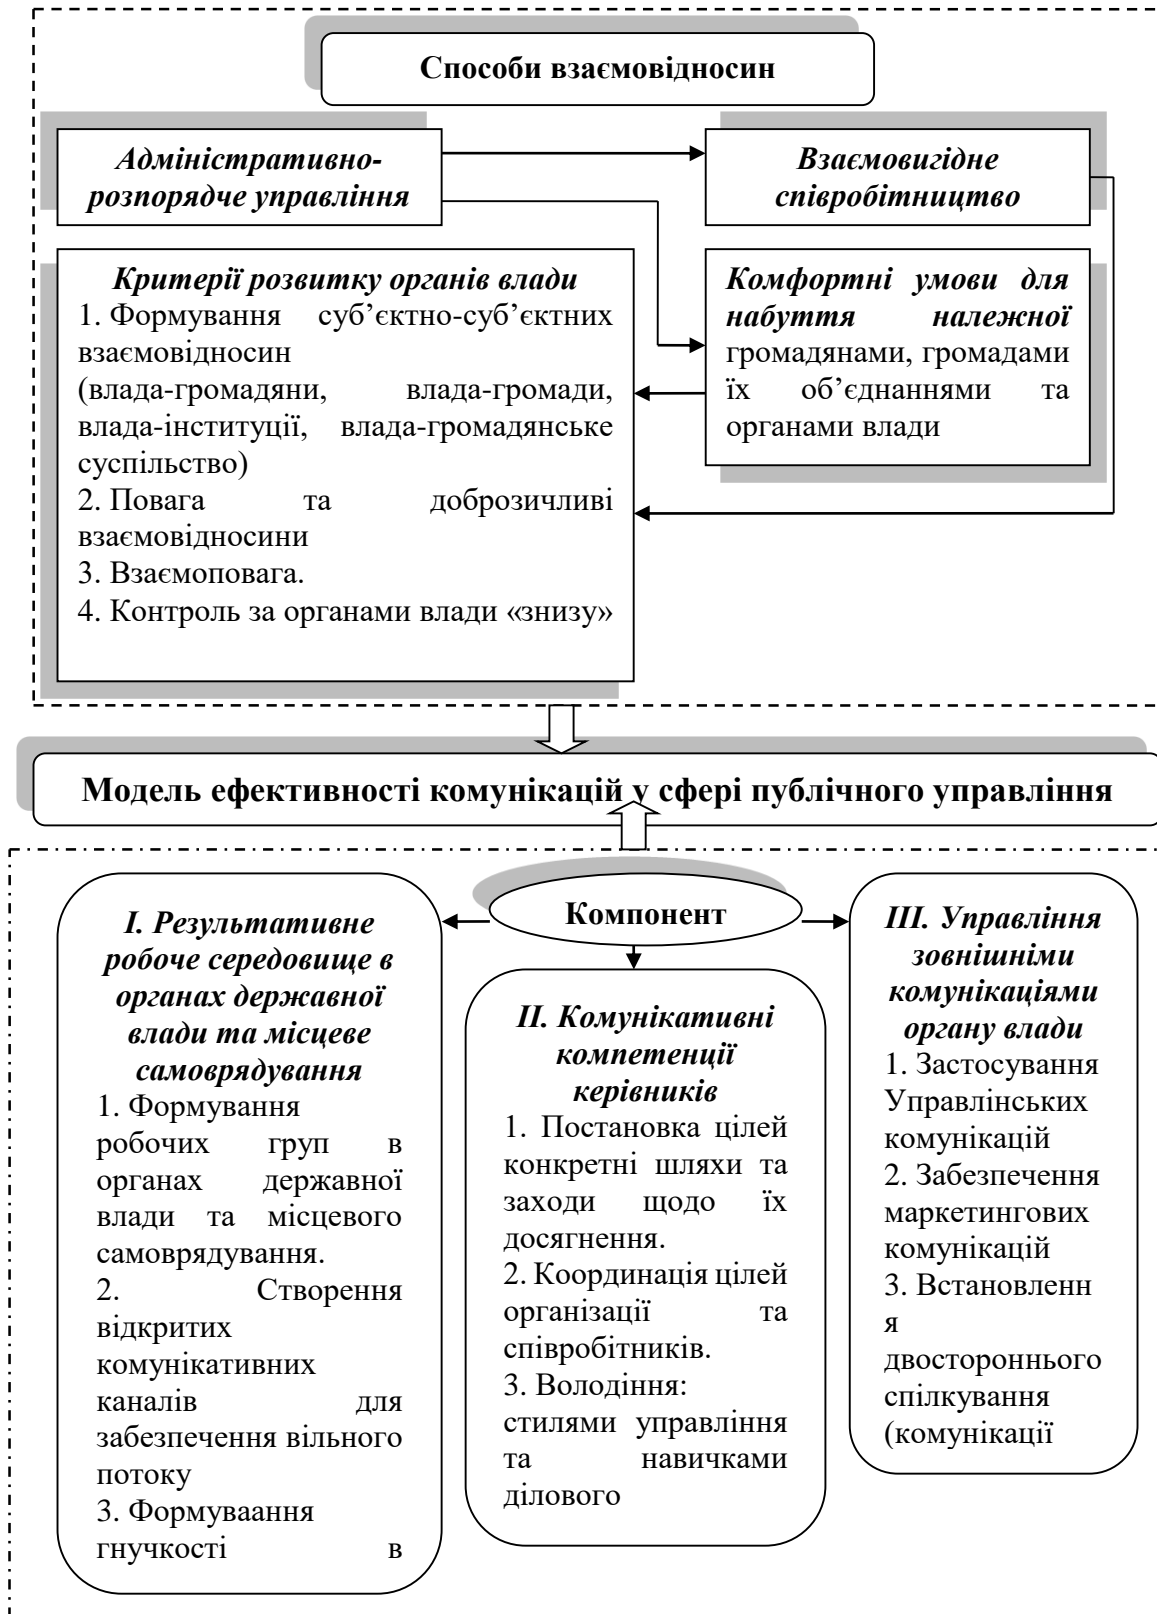 Способи взаємовідносин
Адміністративно-
розпорядче управління
Взаємовигідне
співробітництво
Критерії розвитку органів влади
1. Формування суб’єктно-суб’єктних
взаємовідносин
(влада-громадяни, влада-громади,
влада-інституції, влада-громадянське
суспільство)
2. Повага та доброзичливі
взаємовідносини
3. Взаємоповага.
4. Контроль за органами влади «знизу»
Комфортні умови для
набуття належної
громадянами, громадами
їх об’єднаннями та
органами влади
Модель ефективності комунікацій у сфері публічного управління
Компонент
І. Результативне
робоче середовище в
органах державної
влади та місцеве
самоврядування
1. Формування
робочих груп в
органах державної
влади та місцевого
самоврядування.
2. Створення
відкритих
комунікативних
каналів для
забезпечення вільного
потоку
3. Формуваання
гнучкості в
ІІ. Комунікативні
компетенції
керівників
1. Постановка цілей
конкретні шляхи та
заходи щодо їх
досягнення.
2. Координація цілей
організації та
співробітників.
3. Володіння:
стилями управління
та навичками
ділового
ІІІ. Управління
зовнішніми
комунікаціями
органу влади
1. Застосування
Управлінських
комунікацій
2. Забезпечення
маркетингових
комунікацій
3. Встановленн
я
двостороннього
спілкування
(комунікації